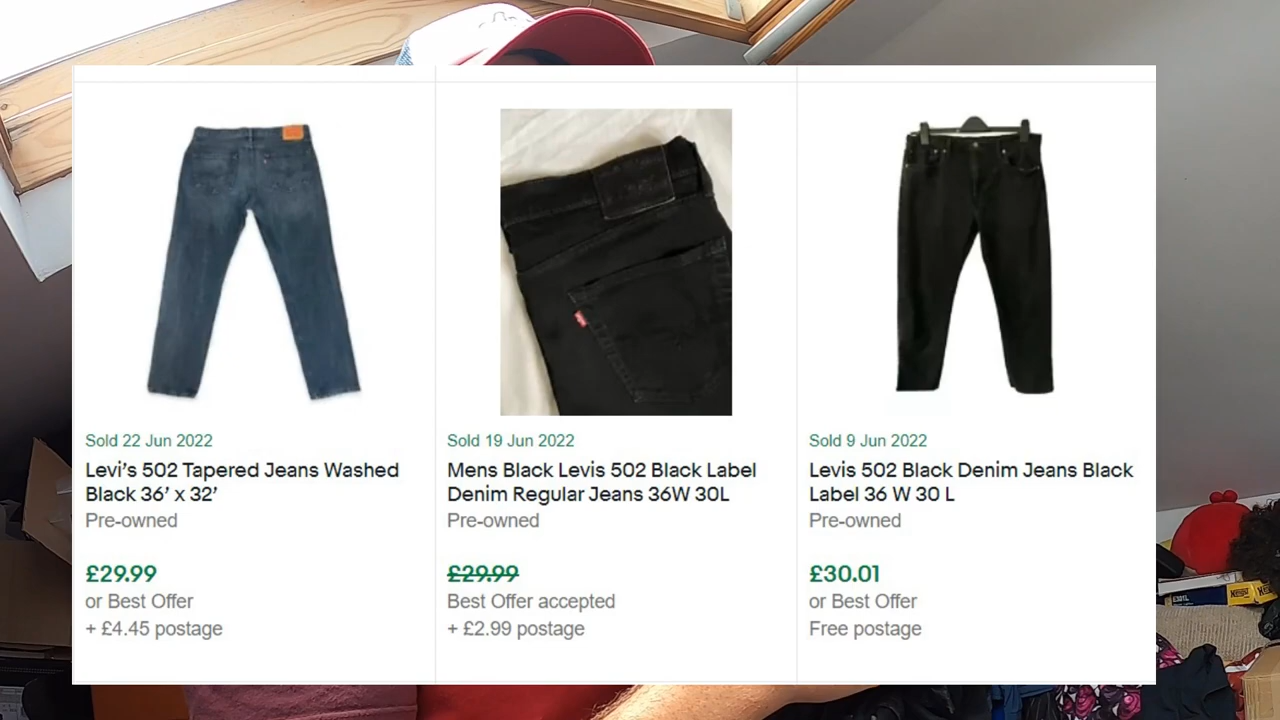 Sold 22 Jun 2022
Levi's 502 Tapered Jeans Washed
Black 36' x 32'
Pre-owned
£29.99
or Best Offer
+ £4.45 postage
Sold 19 Jun 2022
Mens Black Levis 502 Black Label
Denim Regular Jeans 36W 30L
Pre-owned
£29.99
Best Offer accepted
+ £2.99 postage
Sold 9 Jun 2022
Levis 502 Black Denim Jeans Black
Label 36 W 30 L
Pre-owned
£30.01
or Best Offer
Free postage